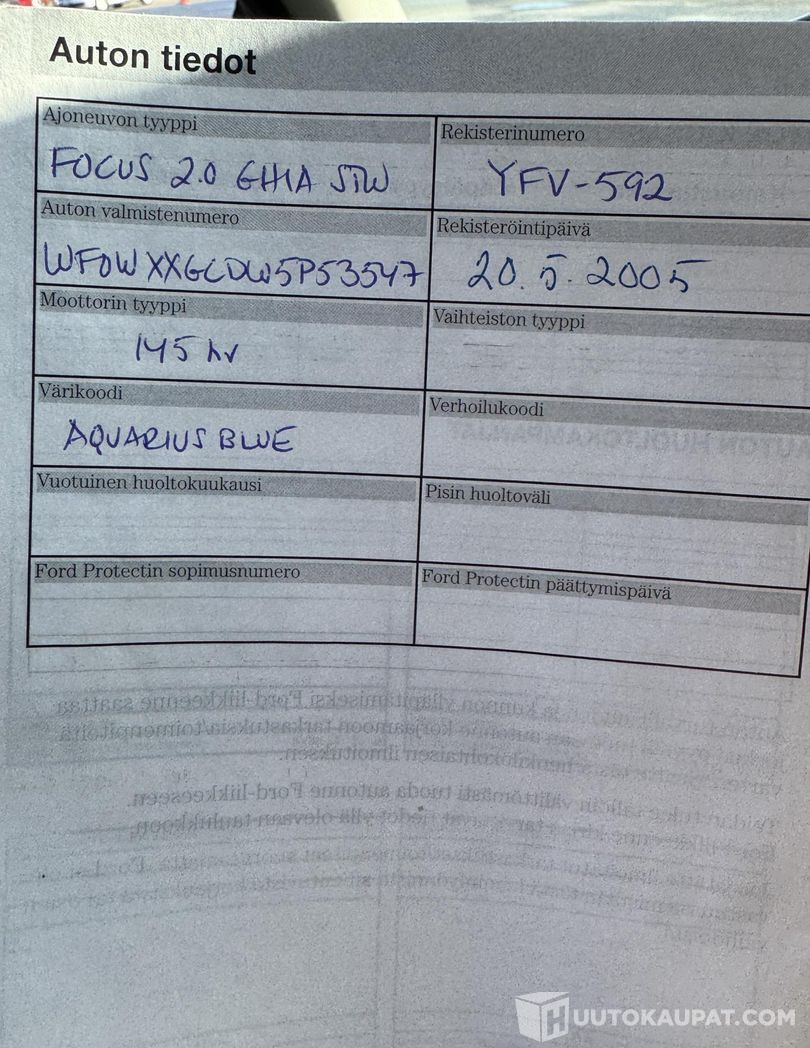 Auton tiedot
Ajoneuvon tyyppi
FOCUS 2.0 GHIA STW
Rekisterinumero
YFV-592
Auton valmistenumero
WF0WXXGCDW5P53547
Rekisteröintipäivä
20.5.2005
Moottorin tyyppi
145 hv
Vaihteiston tyyppi
Värikoodi
AQUARIUS BLUE
Verhoilukoodi
Vuotuinen huoltokuukausi
Pisin huoltoväli
Ford Protectin sopimusnumero
Ford Protectin päättymispäivä
HUUTOKAUPAT.COM